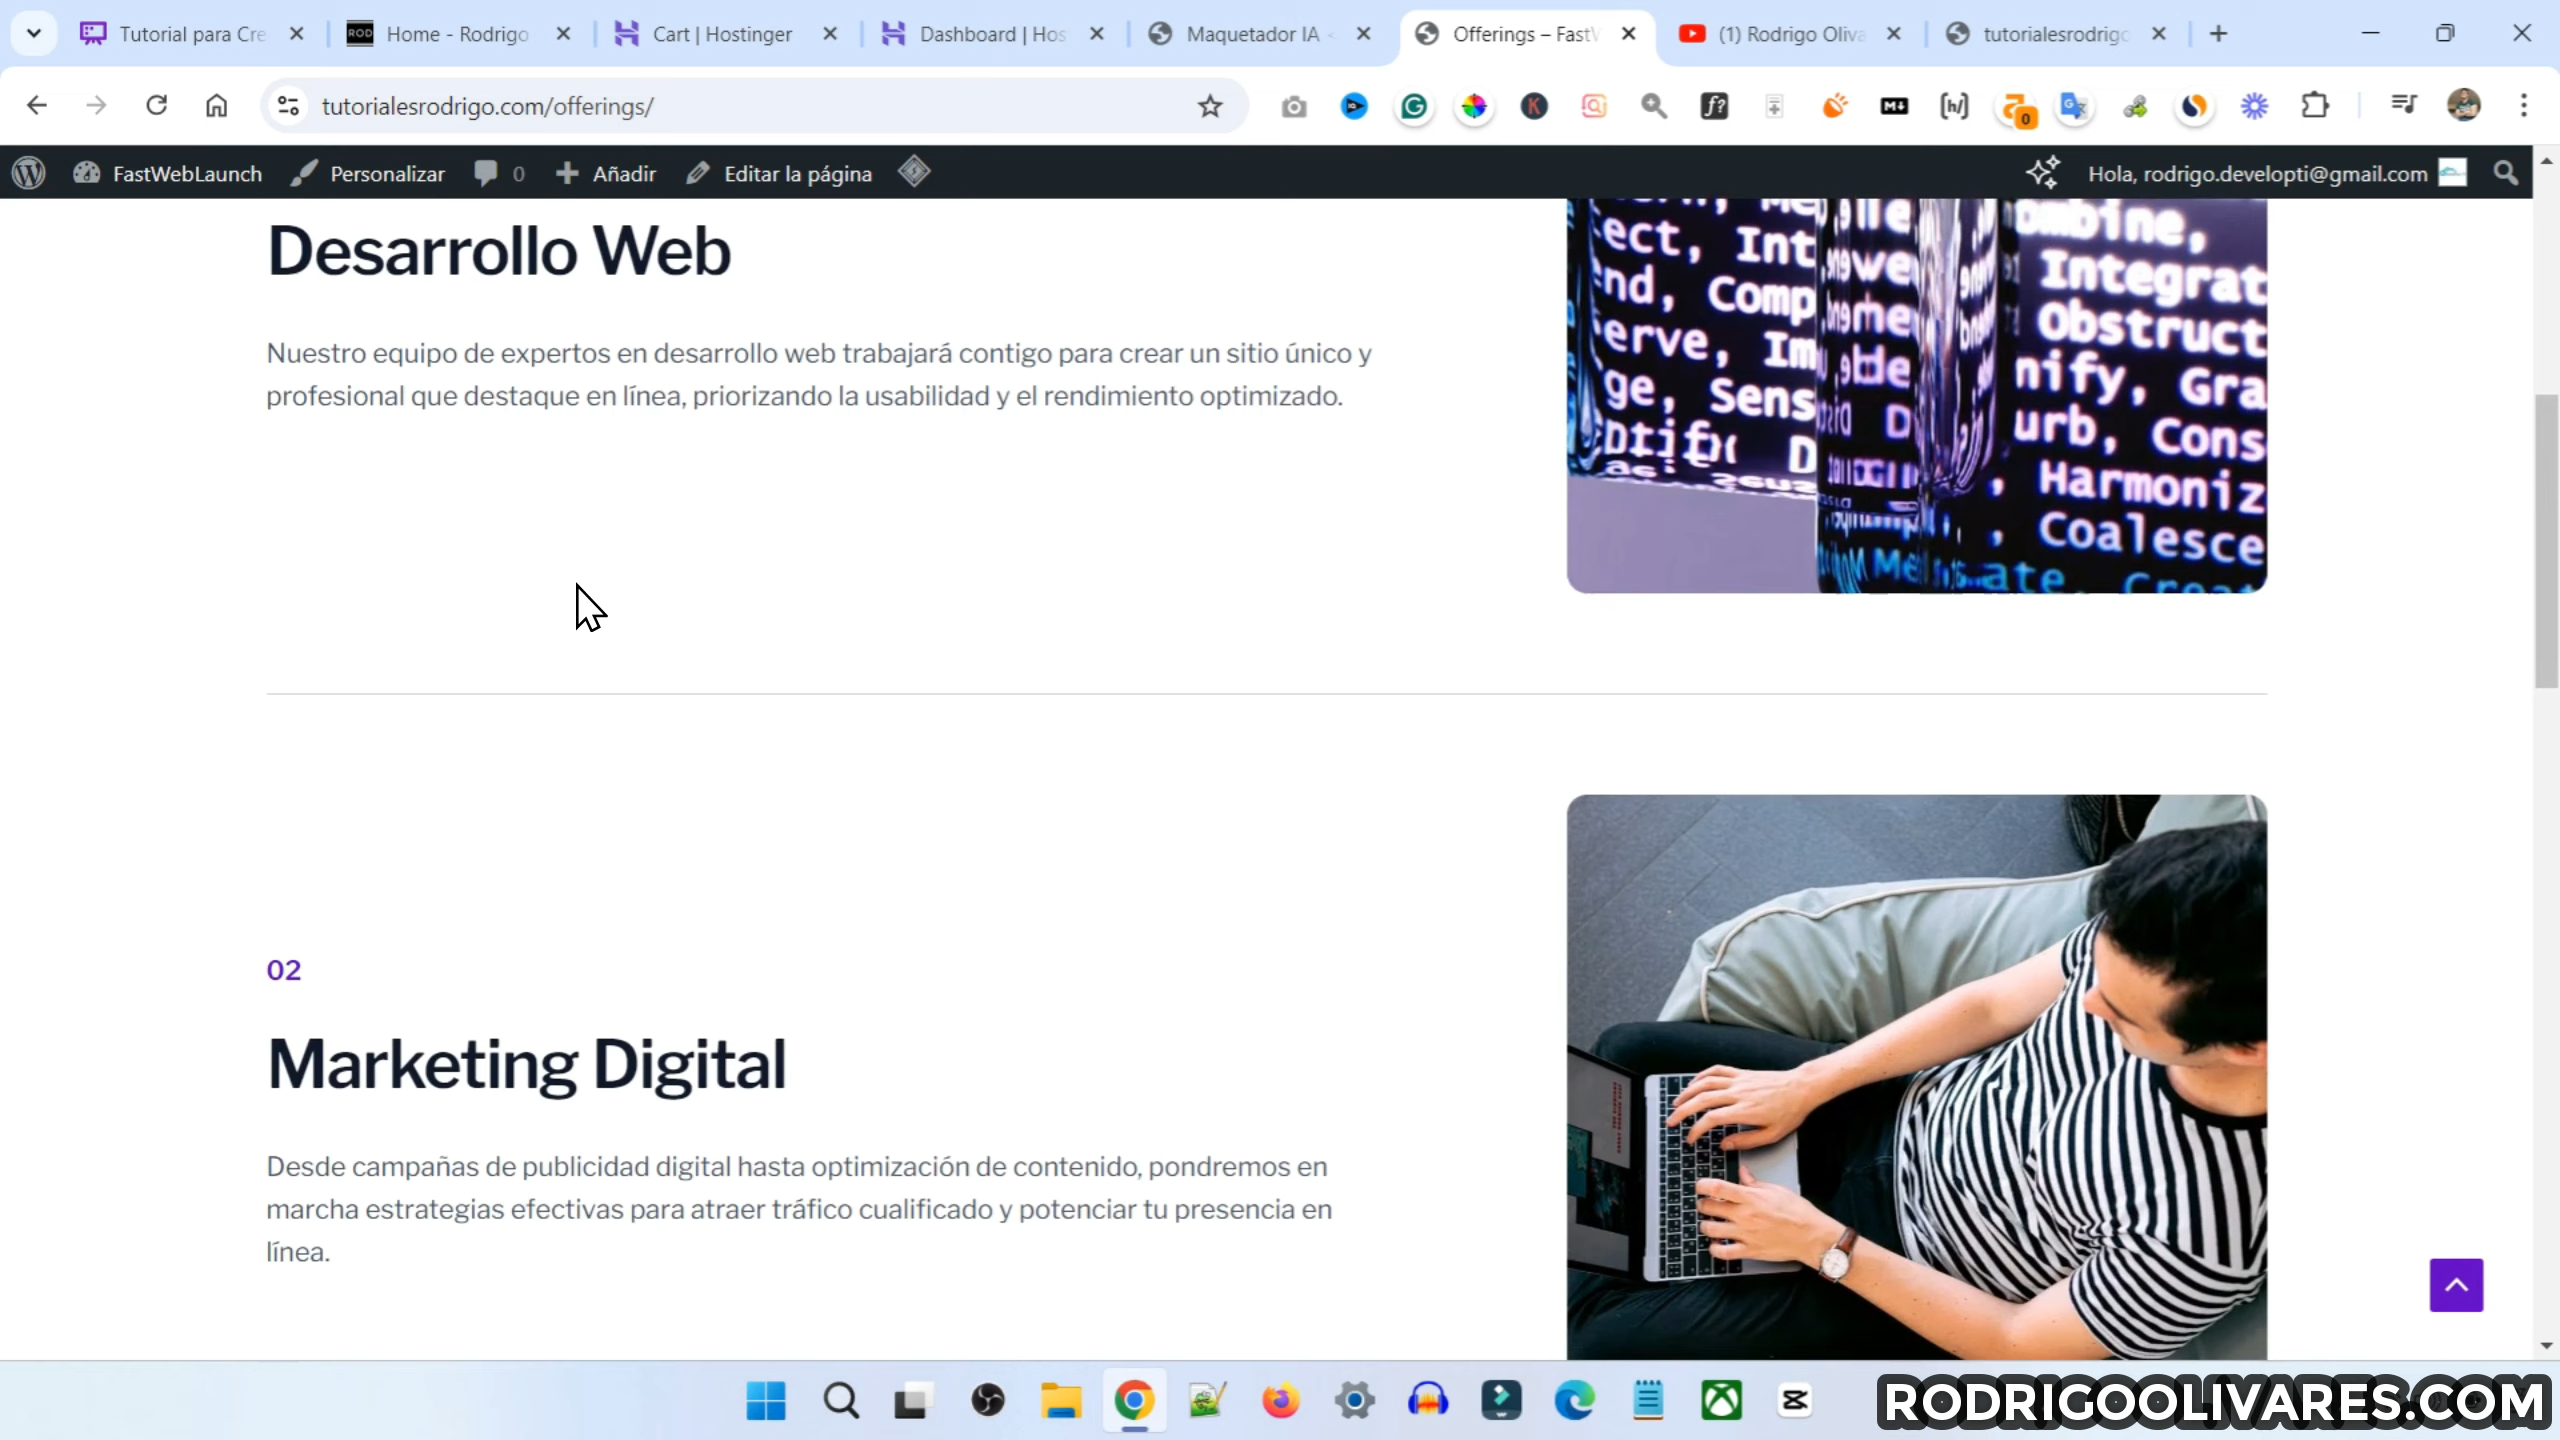 Tutorial para Cre
Home - Rodrigo
Cart | Hostinger
Dashboard | Hos
Maquetador IA
Offerings – FastW
(1) Rodrigo Oliva
tutorialesrodrigo
tutorialesrodrigo.com/offerings/
FastWebLaunch
Personalizar
0
Añadir
Editar la página
Hola, rodrigo.developti@gmail.com
Desarrollo Web
Nuestro equipo de expertos en desarrollo web trabajará contigo para crear un sitio único y
profesional que destaque en línea, priorizando la usabilidad y el rendimiento optimizado.
ombine,
ect, Int
Integrat
end, Comp
Obstruct
erve, Im
nify, Gra
ge, Sens
urb, Cons
, Harmoniz
, Coalesce
02
Marketing Digital
Desde campañas de publicidad digital hasta optimización de contenido, pondremos en
marcha estrategias efectivas para atraer tráfico cualificado y potenciar tu presencia en
línea.
RODRIGOOLIVARES.COM